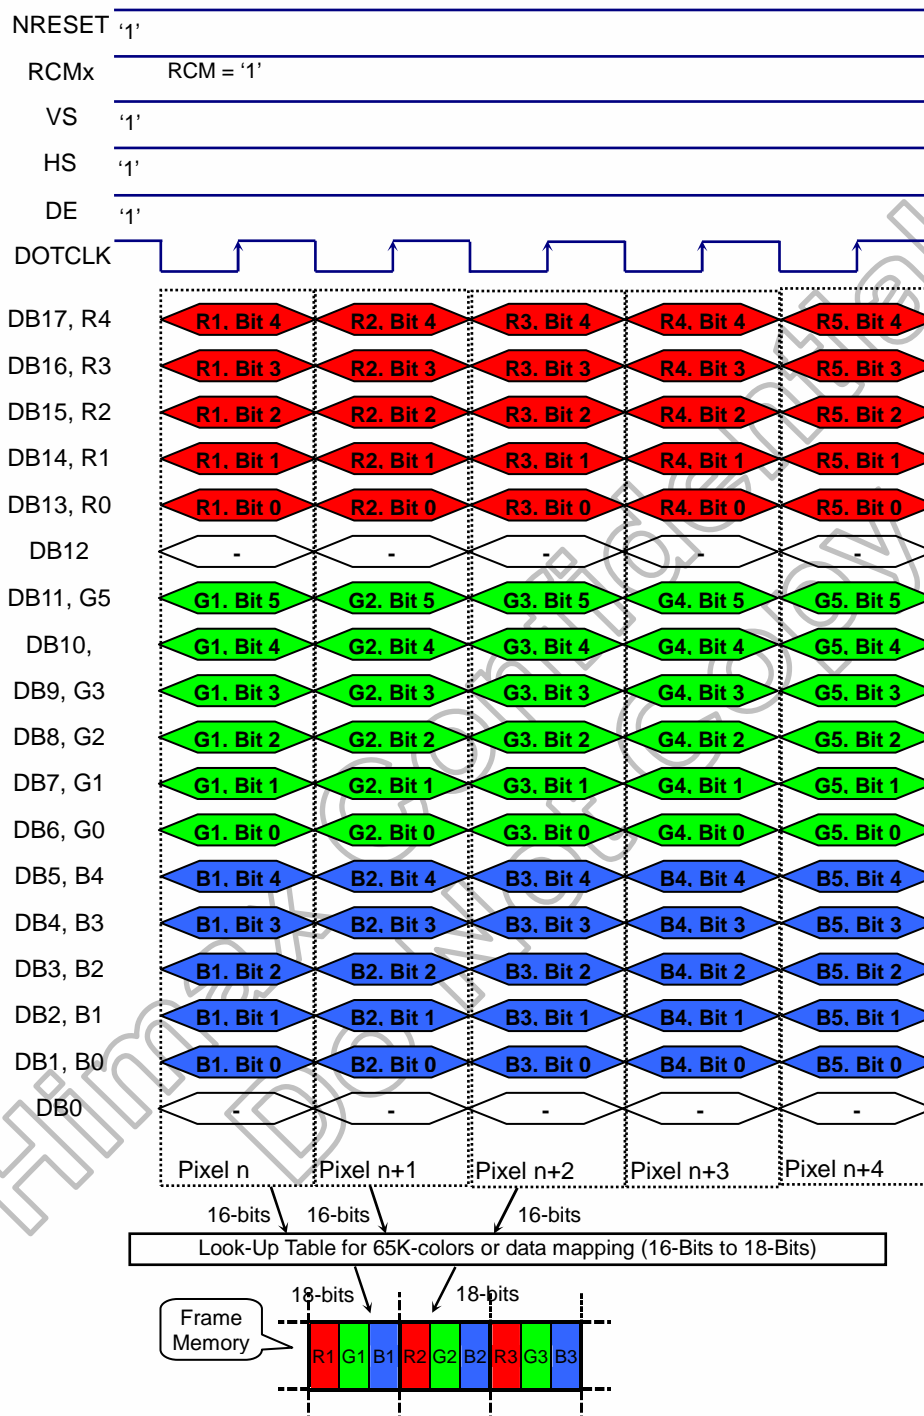 NRESET '1'
RCMx RCM = '1'
VS '1'
HS '1'
DE '1'
DOTCLK
DB17, R4 R1, Bit 4 R2, Bit 4 R3, Bit 4 R4, Bit 4 R5, Bit 4
DB16, R3 R1. Bit 3 R2. Bit 3 R3. Bit 3 R4. Bit 3 R5. Bit 3
DB15, R2 R1. Bit 2 R2. Bit 2 R3. Bit 2 R4. Bit 2 R5. Bit 2
DB14, R1 R1, Bit 1 R2, Bit 1 R3, Bit 1 R4, Bit 1 R5, Bit 1
DB13, R0 R1. Bit 0 R2. Bit 0 R3. Bit 0 R4. Bit 0 R5. Bit 0
DB12 - - - - -
DB11, G5 G1. Bit 5 G2. Bit 5 G3. Bit 5 G4. Bit 5 G5. Bit 5
DB10, G1, Bit 4 G2, Bit 4 G3, Bit 4 G4, Bit 4 G5, Bit 4
DB9, G3 G1, Bit 3 G2, Bit 3 G3, Bit 3 G4, Bit 3 G5, Bit 3
DB8, G2 G1. Bit 2 G2. Bit 2 G3. Bit 2 G4. Bit 2 G5. Bit 2
DB7, G1 G1, Bit 1 G2, Bit 1 G3, Bit 1 G4, Bit 1 G5, Bit 1
DB6, G0 G1. Bit 0 G2. Bit 0 G3. Bit 0 G4. Bit 0 G5. Bit 0
DB5, B4 B1, Bit 4 B2, Bit 4 B3, Bit 4 B4, Bit 4 B5, Bit 4
DB4, B3 B1, Bit 3 B2, Bit 3 B3, Bit 3 B4, Bit 3 B5, Bit 3
DB3, B2 B1. Bit 2 B2. Bit 2 B3. Bit 2 B4. Bit 2 B5. Bit 2
DB2, B1 B1, Bit 1 B2, Bit 1 B3, Bit 1 B4, Bit 1 B5, Bit 1
DB1, B0 B1. Bit 0 B2. Bit 0 B3. Bit 0 B4. Bit 0 B5. Bit 0
DB0 - - - - -
Pixel n Pixel n+1 Pixel n+2 Pixel n+3 Pixel n+4
16-bits 16-bits 16-bits
Look-Up Table for 65K-colors or data mapping (16-Bits to 18-Bits)
18-bits 18-bits
Frame
Memory
R1 G1 B1 R2 G2 B2 R3 G3 B3
Himax Confidential
Do Not Copy